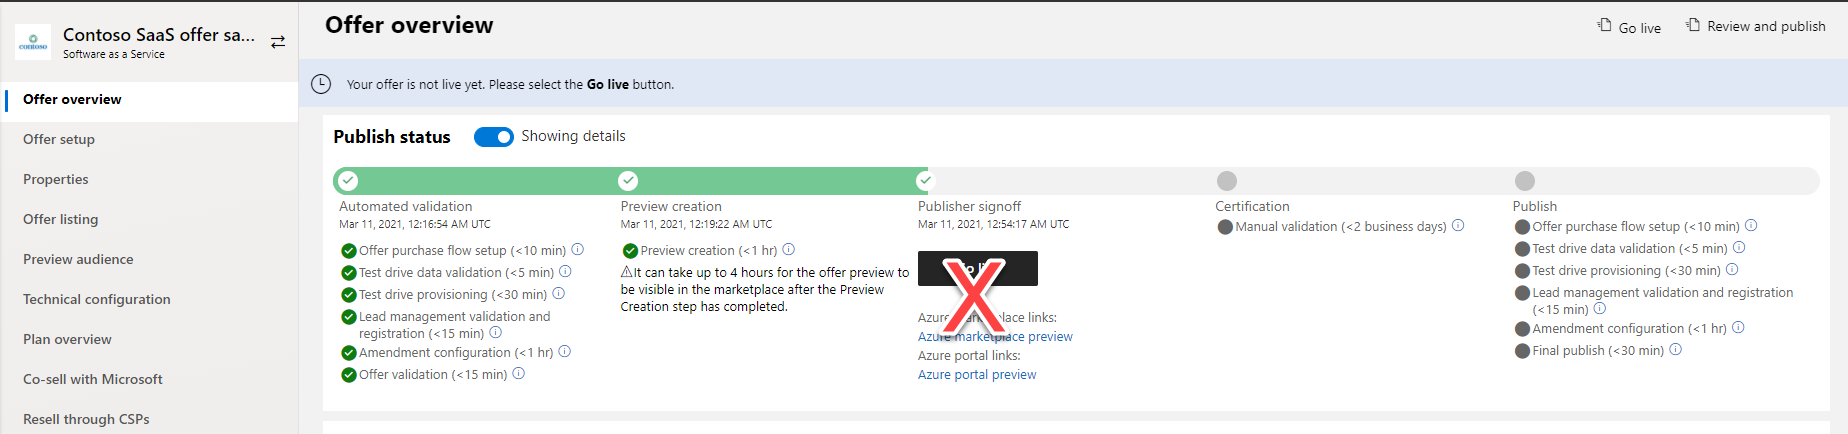 contoso
Contoso SaaS offer sa...
Software as a Service
Offer overview
Offer setup
Properties
Offer listing
Preview audience
Technical configuration
Plan overview
Co-sell with Microsoft
Resell through CSPs
Offer overview
Go live
Review and publish
Your offer is not live yet. Please select the Go live button.
Publish status
Showing details
Automated validation
Mar 11, 2021, 12:16:54 AM UTC
Offer purchase flow setup (<10 min)
Test drive data validation (<5 min)
Test drive provisioning (<30 min)
Lead management validation and
registration (<15 min)
Amendment configuration (<1 hr)
Offer validation (<15 min)
Preview creation
Mar 11, 2021, 12:19:22 AM UTC
Preview creation (<1 hr)
It can take up to 4 hours for the offer preview to
be visible in the marketplace after the Preview
Creation step has completed.
Publisher signoff
Mar 11, 2021, 12:54:17 AM UTC
X
Azure marketplace links:
Azure marketplace preview
Azure portal links:
Azure portal preview
Certification
Manual validation (<2 business days)
Publish
Offer purchase flow setup (<10 min)
Test drive data validation (<5 min)
Test drive provisioning (<30 min)
Lead management validation and registration
(<15 min)
Amendment configuration (<1 hr)
Final publish (<30 min)